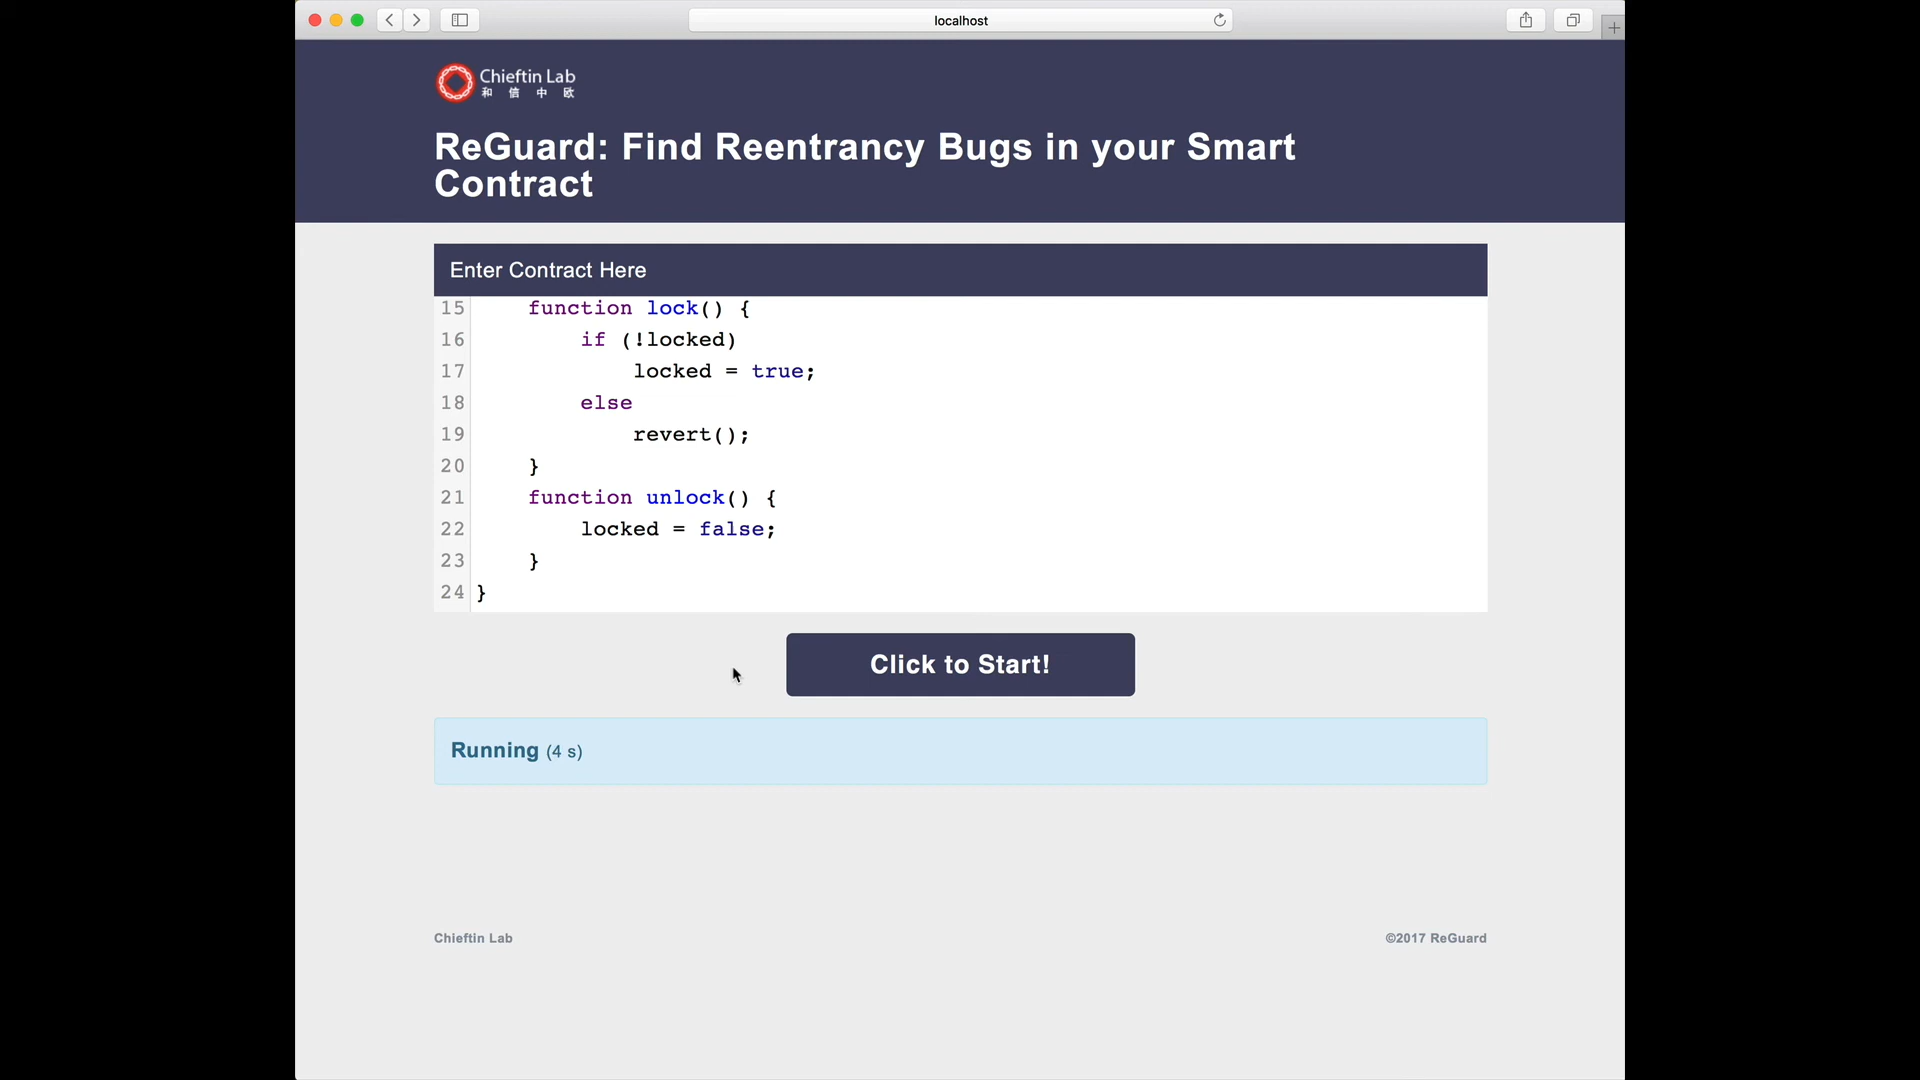 localhost
Chieftin Lab
和信中欧
ReGuard: Find Reentrancy Bugs in your Smart
Contract
Enter Contract Here
15 function lock() {
16 if (!locked)
17 locked = true;
18 else
19 revert();
20 }
21 function unlock() {
22 locked = false;
23 }
24 }
Click to Start!
Running (4 s)
Chieftin Lab
©2017 ReGuard